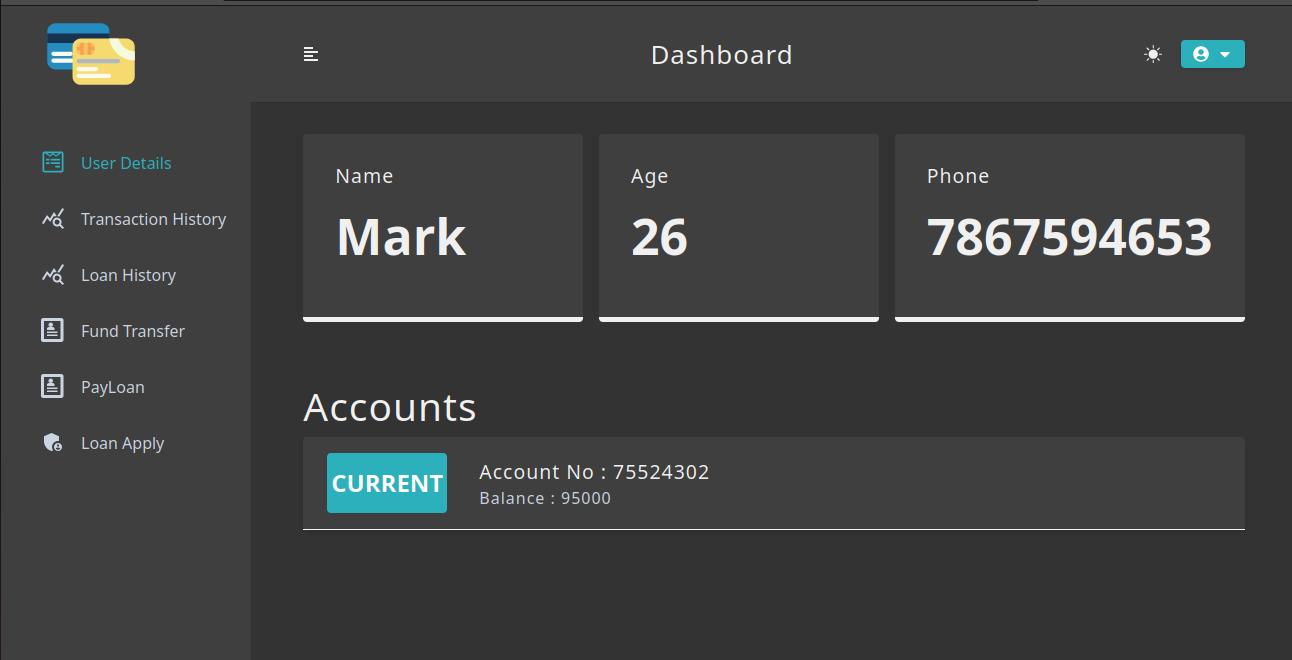 Dashboard
User Details
Transaction History
Loan History
Fund Transfer
PayLoan
Loan Apply
Name
Mark
Age
26
Phone
7867594653
Accounts
CURRENT
Account No : 75524302
Balance : 95000